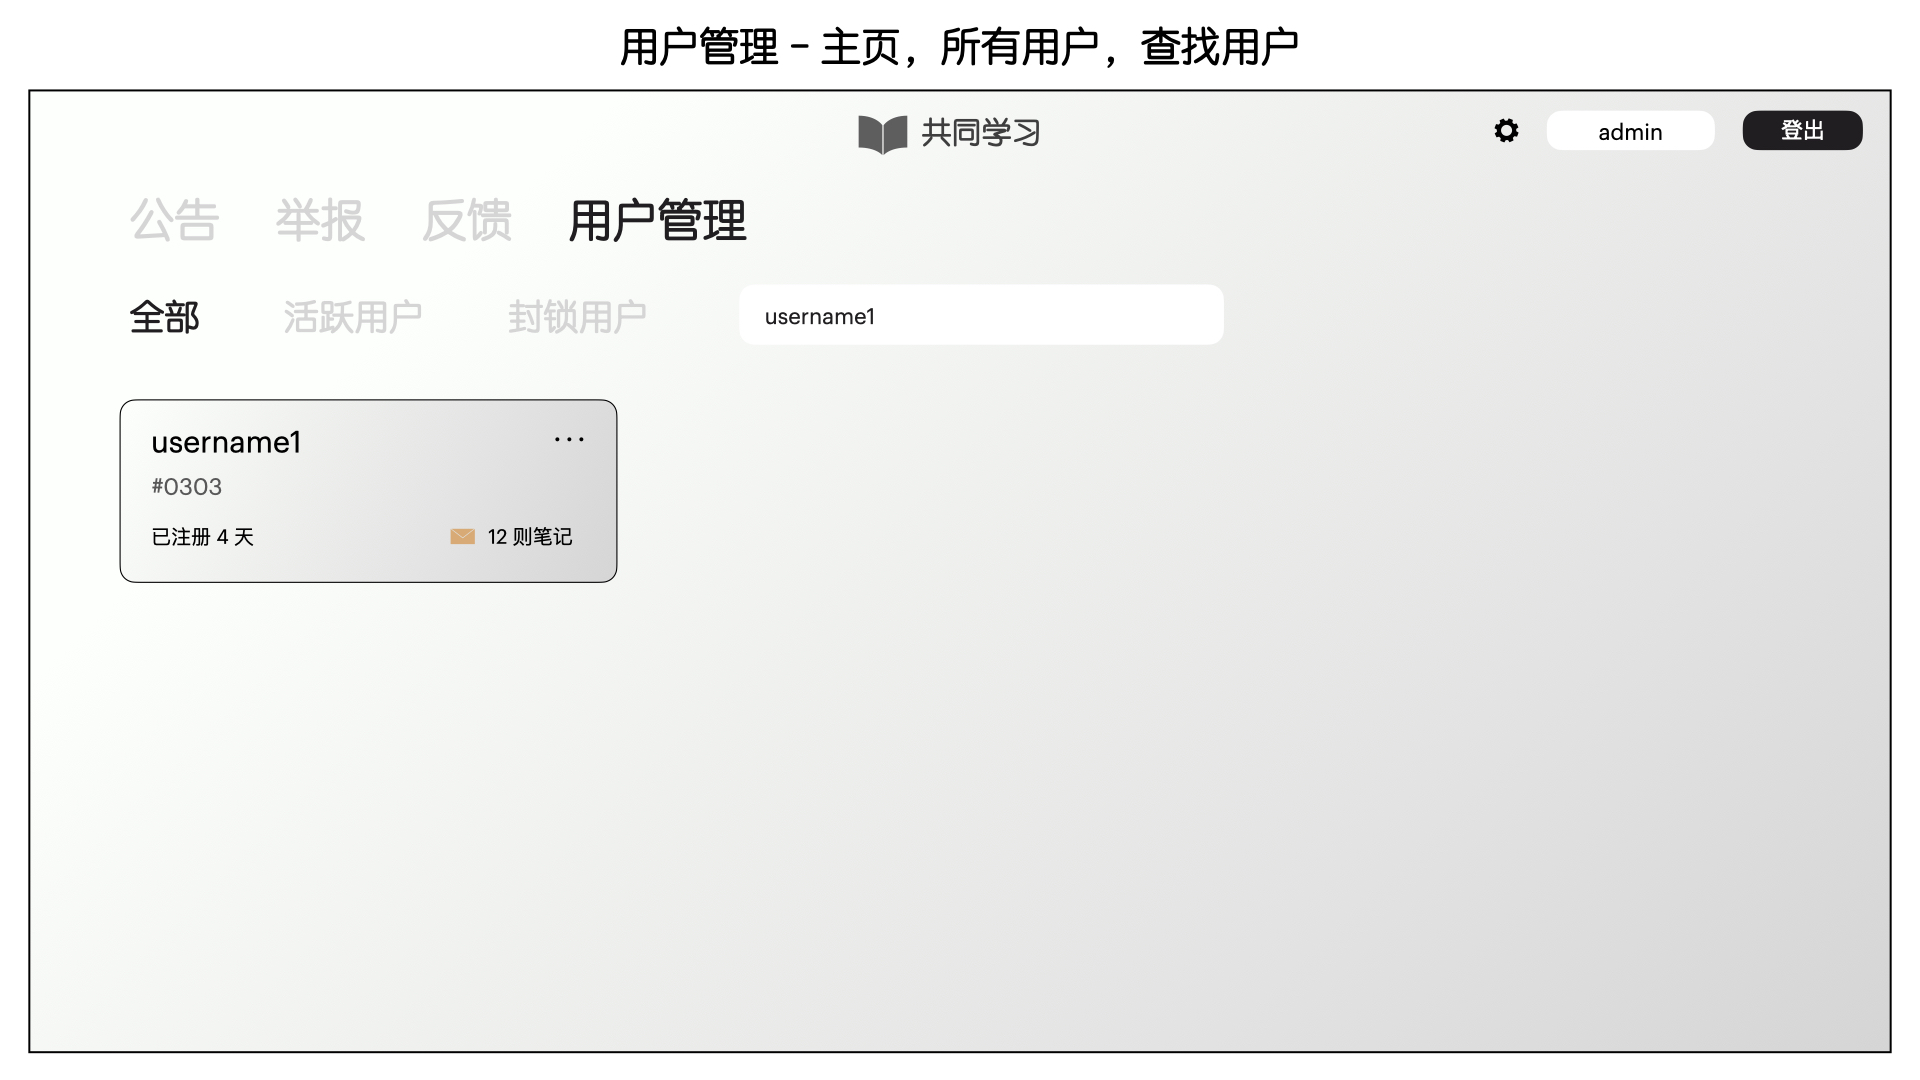 用户管理 - 主页，所有用户，查找用户
共同学习
admin
登出
公告 举报 反馈 用户管理
全部 活跃用户 封锁用户 username1
username1 ...
#0303
已注册 4 天 12 则笔记